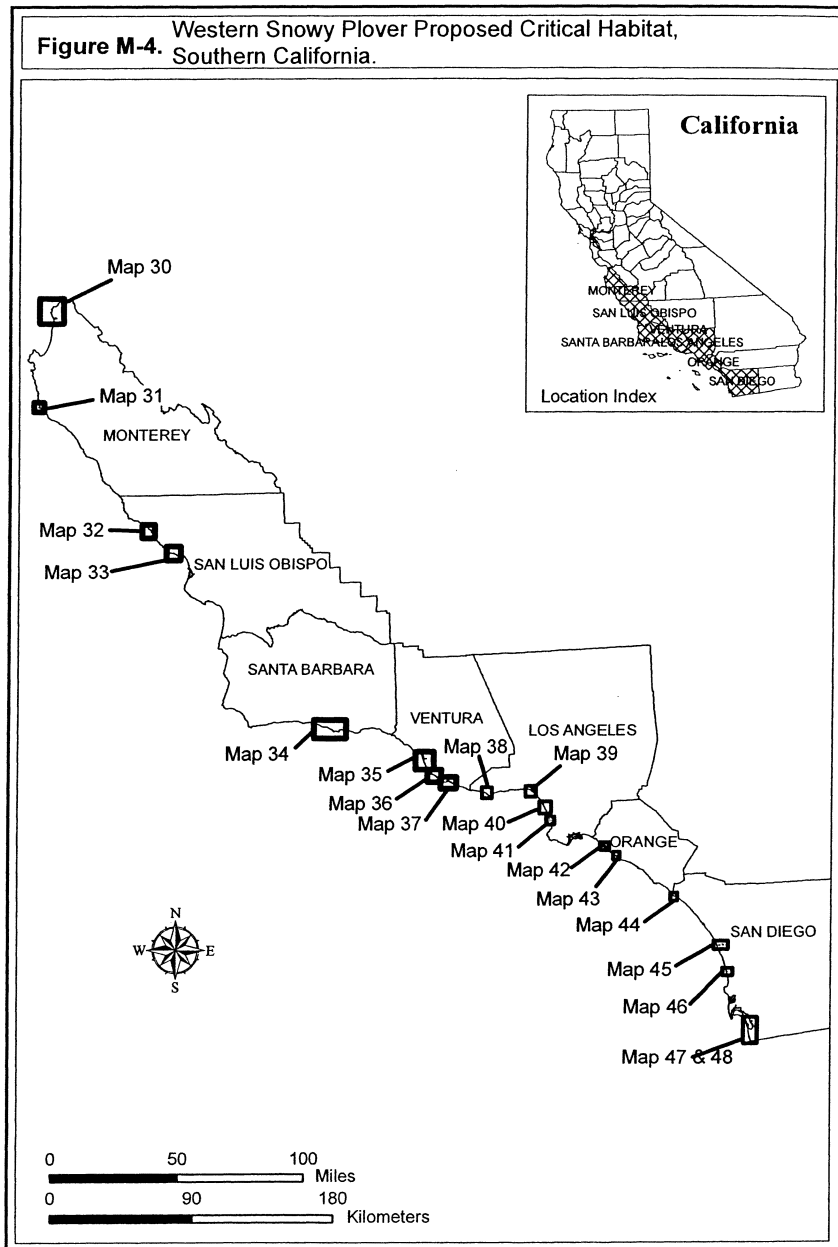 Figure M-4. Western Snowy Plover Proposed Critical Habitat,
Southern California.
California
MONTEREY
SAN LUIS OBISPO
VENTURA
SANTA BARBARA LOS ANGELES
ORANGE
SAN DIEGO
Location Index
Map 30
Map 31
MONTEREY
Map 32
Map 33
SAN LUIS OBISPO
SANTA BARBARA
VENTURA
LOS ANGELES
Map 34
Map 35
Map 38
Map 39
Map 36
Map 37
Map 40
Map 41
ORANGE
Map 42
Map 43
Map 44
SAN DIEGO
Map 45
Map 46
Map 47 & 48
N
W E
S
0 50 100
Miles
0 90 180
Kilometers